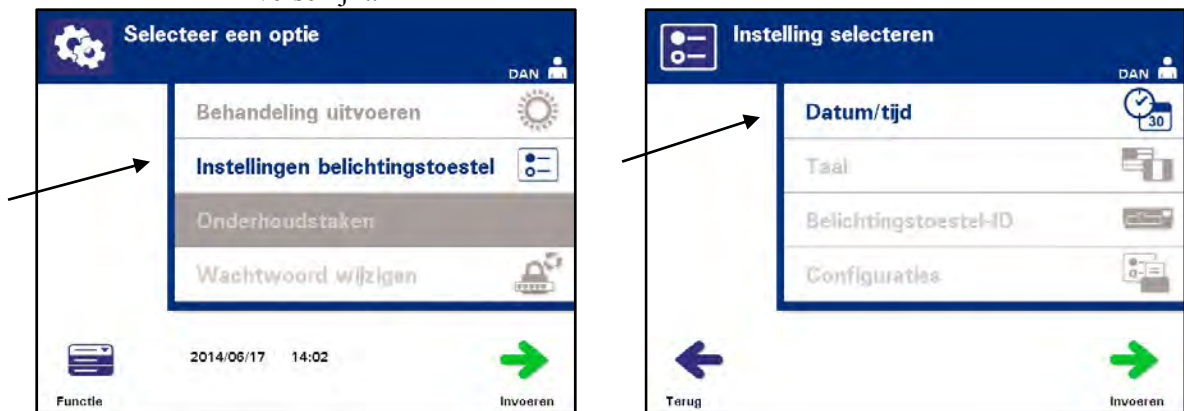 Selecteer een optie
DAN
Behandeling uitvoeren
Instellingen belichtingstoestel
Onderhoudstaken
Wachtwoord wijzigen
2014/06/17 14:02
Functie
Invoeren
Instelling selecteren
DAN
Datum/tijd
30
Taal
Belichtingstoestel-ID
Configuraties
Terug
Invoeren